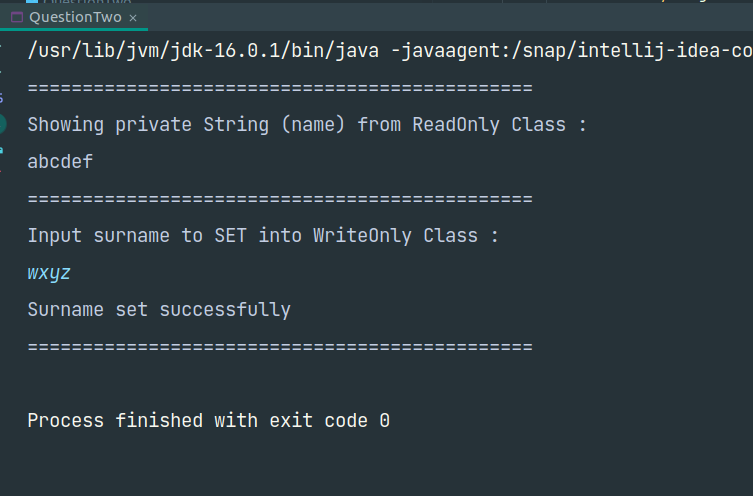 QuestionTwo
QuestionTwo ×
/usr/lib/jvm/jdk-16.0.1/bin/java -javaagent:/snap/intellij-idea-co
==============================================
Showing private String (name) from ReadOnly Class :
abcdef
==============================================
Input surname to SET into WriteOnly Class :
wxyz
Surname set successfully
==============================================
Process finished with exit code 0